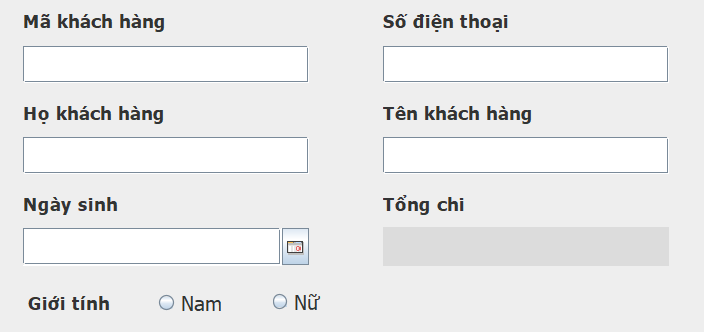 Mã khách hàng
Số điện thoại
Họ khách hàng
Tên khách hàng
Ngày sinh
Tổng chi
Giới tính
Nam
Nữ